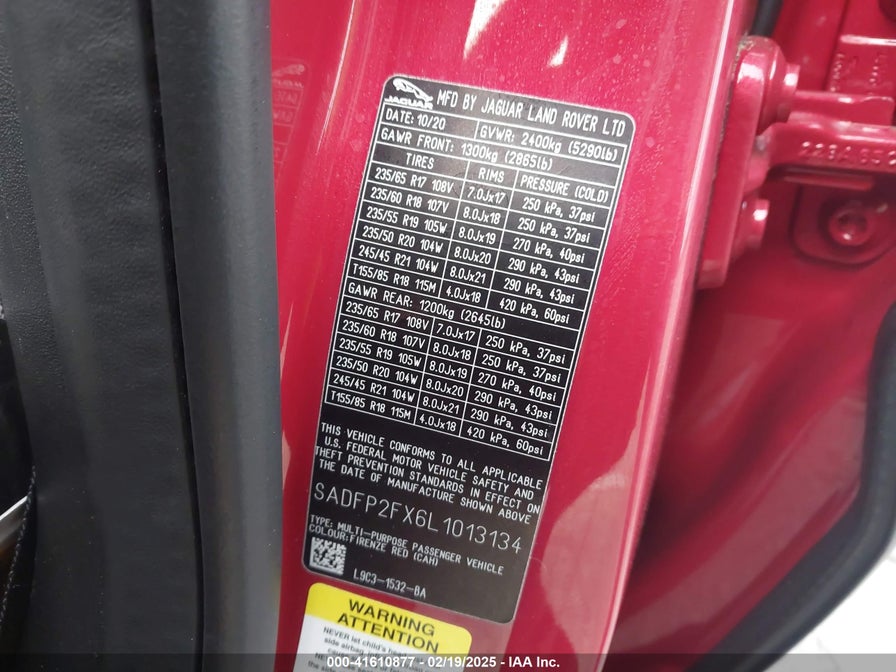 JAGUAR MFD BY JAGUAR LAND ROVER LTD
DATE: 10/20 GVWR: 2400kg (5290lb)
GAWR FRONT: 1300kg (2865lb)
TIRES RIMS PRESSURE (COLD)
235/65 R17 108V 7.0Jx17 250 kPa, 37psi
235/60 R18 107V 8.0Jx18 250 kPa, 37psi
235/55 R19 105W 8.0Jx19 270 kPa, 40psi
235/50 R20 104W 8.0Jx20 290 kPa, 43psi
245/45 R21 104W 8.0Jx21 290 kPa, 43psi
T155/85 R18 115M 4.0Jx18 420 kPa, 60psi
GAWR REAR: 1200kg (2645lb)
235/65 R17 108V 7.0Jx17 250 kPa, 37psi
235/60 R18 107V 8.0Jx18 250 kPa, 37psi
235/55 R19 105W 8.0Jx19 270 kPa, 40psi
235/50 R20 104W 8.0Jx20 290 kPa, 43psi
245/45 R21 104W 8.0Jx21 290 kPa, 43psi
T155/85 R18 115M 4.0Jx18 420 kPa, 60psi
THIS VEHICLE CONFORMS TO ALL APPLICABLE
U.S. FEDERAL MOTOR VEHICLE SAFETY AND
THEFT PREVENTION STANDARDS IN EFFECT ON
THE DATE OF MANUFACTURE SHOWN ABOVE
SADFP2FX6L1013134
TYPE: MULTI-PURPOSE PASSENGER VEHICLE
COLOUR:FIRENZE RED (CAH)
L9C3-1532-BA
WARNING
ATTENTION
NEVER let child's head
side airbag
000-41610877 - 02/19/2025 - IAA Inc.